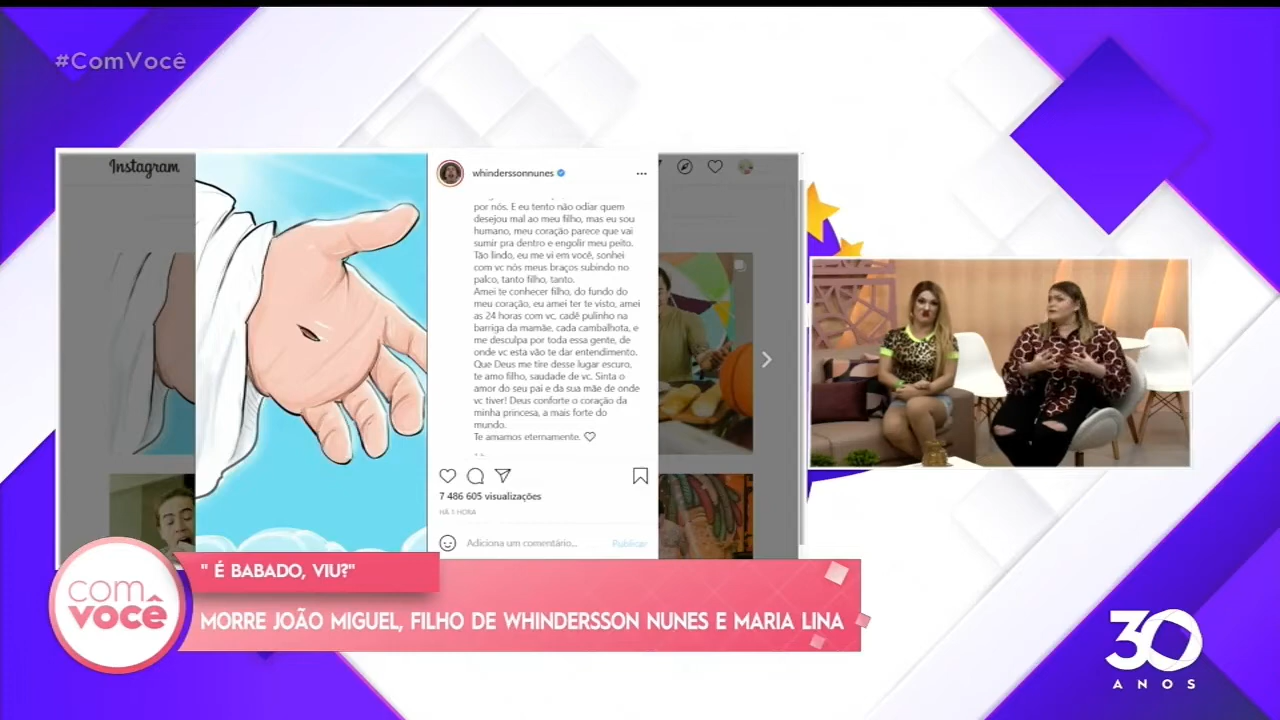 #ComVocê
Instagram
whinderssonnunes
por nós. E eu tento não odiar quem
desejou mal ao meu filho, mas eu sou
humano, meu coração parece que vai
sumir pra dentro e engolir meu peito.
Tão lindo, eu me vi em você, sonhei
com vc nós meus braços subindo no
palco, tanto filho, tanto.
Amei te conhecer filho, do fundo do
meu coração, eu amei ter te visto, amei
as 24 horas com vc, cadê pulinho na
barriga da mamãe, cada cambalhota, e
me desculpa por toda essa gente, de
onde vc esta vão te dar entendimento.
Que Deus me tire desse lugar escuro,
te amo filho, saudade de vc. Sinta o
amor do seu pai e da sua mãe de onde
vc tiver! Deus conforte o coração da
minha princesa, a mais forte do
mundo.
Te amamos eternamente. ♡
7 486 605 visualizações
HÁ 1 HORA
Adiciona um comentário... Publicar
" É BABADO, VIU?"
com
você
MORRE JOÃO MIGUEL, FILHO DE WHINDERSSON NUNES E MARIA LINA
30
ANOS